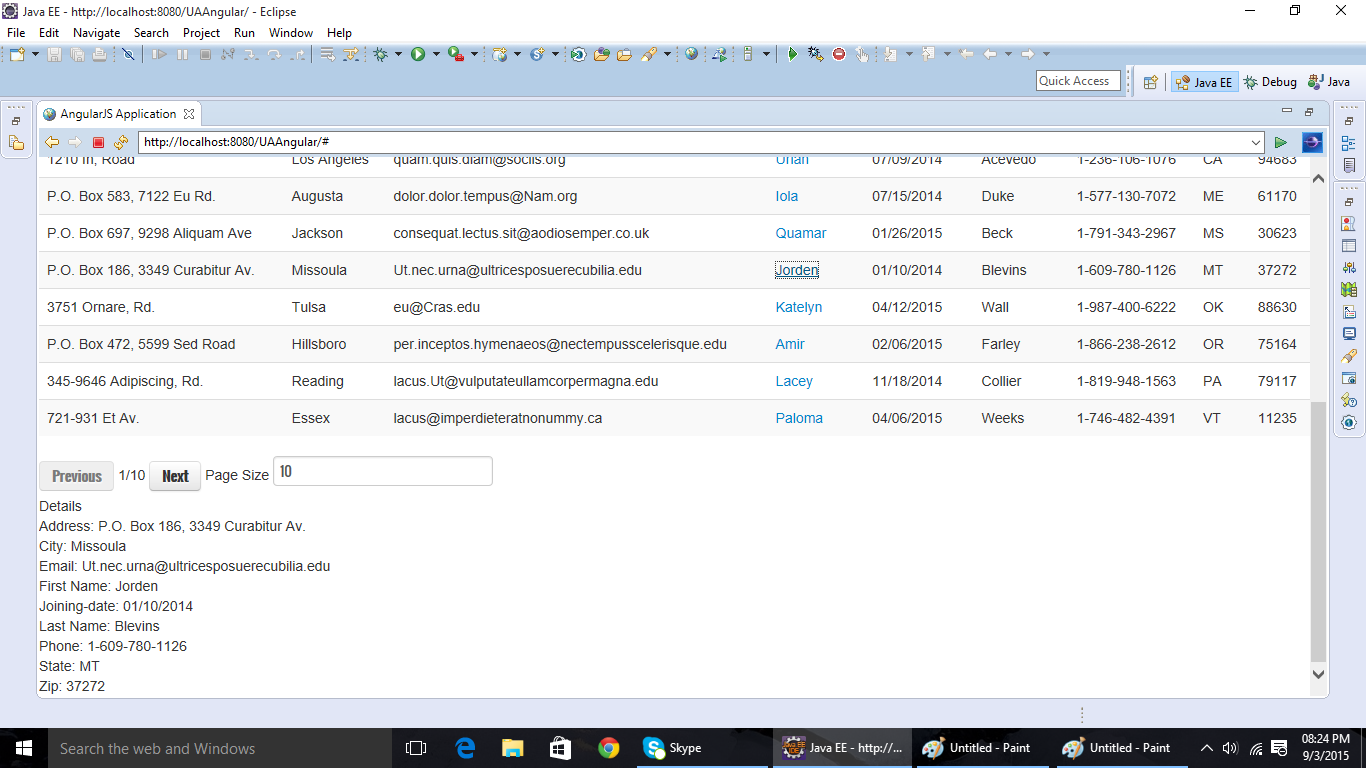 Java EE - http://localhost:8080/UAAngular/ - Eclipse
File Edit Navigate Search Project Run Window Help
Quick Access Java EE Debug Java
AngularJS Application
http://localhost:8080/UAAngular/#
1210 In, Road Los Angeles quam.quis.diam@sociis.org Uriah 07/09/2014 Acevedo 1-236-106-1076 CA 94683
P.O. Box 583, 7122 Eu Rd. Augusta dolor.dolor.tempus@Nam.org Iola 07/15/2014 Duke 1-577-130-7072 ME 61170
P.O. Box 697, 9298 Aliquam Ave Jackson consequat.lectus.sit@aodiosemper.co.uk Quamar 01/26/2015 Beck 1-791-343-2967 MS 30623
P.O. Box 186, 3349 Curabitur Av. Missoula Ut.nec.urna@ultricesposuerecubilia.edu Jorden 01/10/2014 Blevins 1-609-780-1126 MT 37272
3751 Ornare, Rd. Tulsa eu@Cras.edu Katelyn 04/12/2015 Wall 1-987-400-6222 OK 88630
P.O. Box 472, 5599 Sed Road Hillsboro per.inceptos.hymenaeos@nectempusscelerisque.edu Amir 02/06/2015 Farley 1-866-238-2612 OR 75164
345-9646 Adipiscing, Rd. Reading lacus.Ut@vulputateullamcorpermagna.edu Lacey 11/18/2014 Collier 1-819-948-1563 PA 79117
721-931 Et Av. Essex lacus@imperdieteratnonummy.ca Paloma 04/06/2015 Weeks 1-746-482-4391 VT 11235
Previous 1/10 Next Page Size 10
Details
Address: P.O. Box 186, 3349 Curabitur Av.
City: Missoula
Email: Ut.nec.urna@ultricesposuerecubilia.edu
First Name: Jorden
Joining-date: 01/10/2014
Last Name: Blevins
Phone: 1-609-780-1126
State: MT
Zip: 37272
Search the web and Windows Skype Java EE - http://... Untitled - Paint Untitled - Paint 08:24 PM
9/3/2015